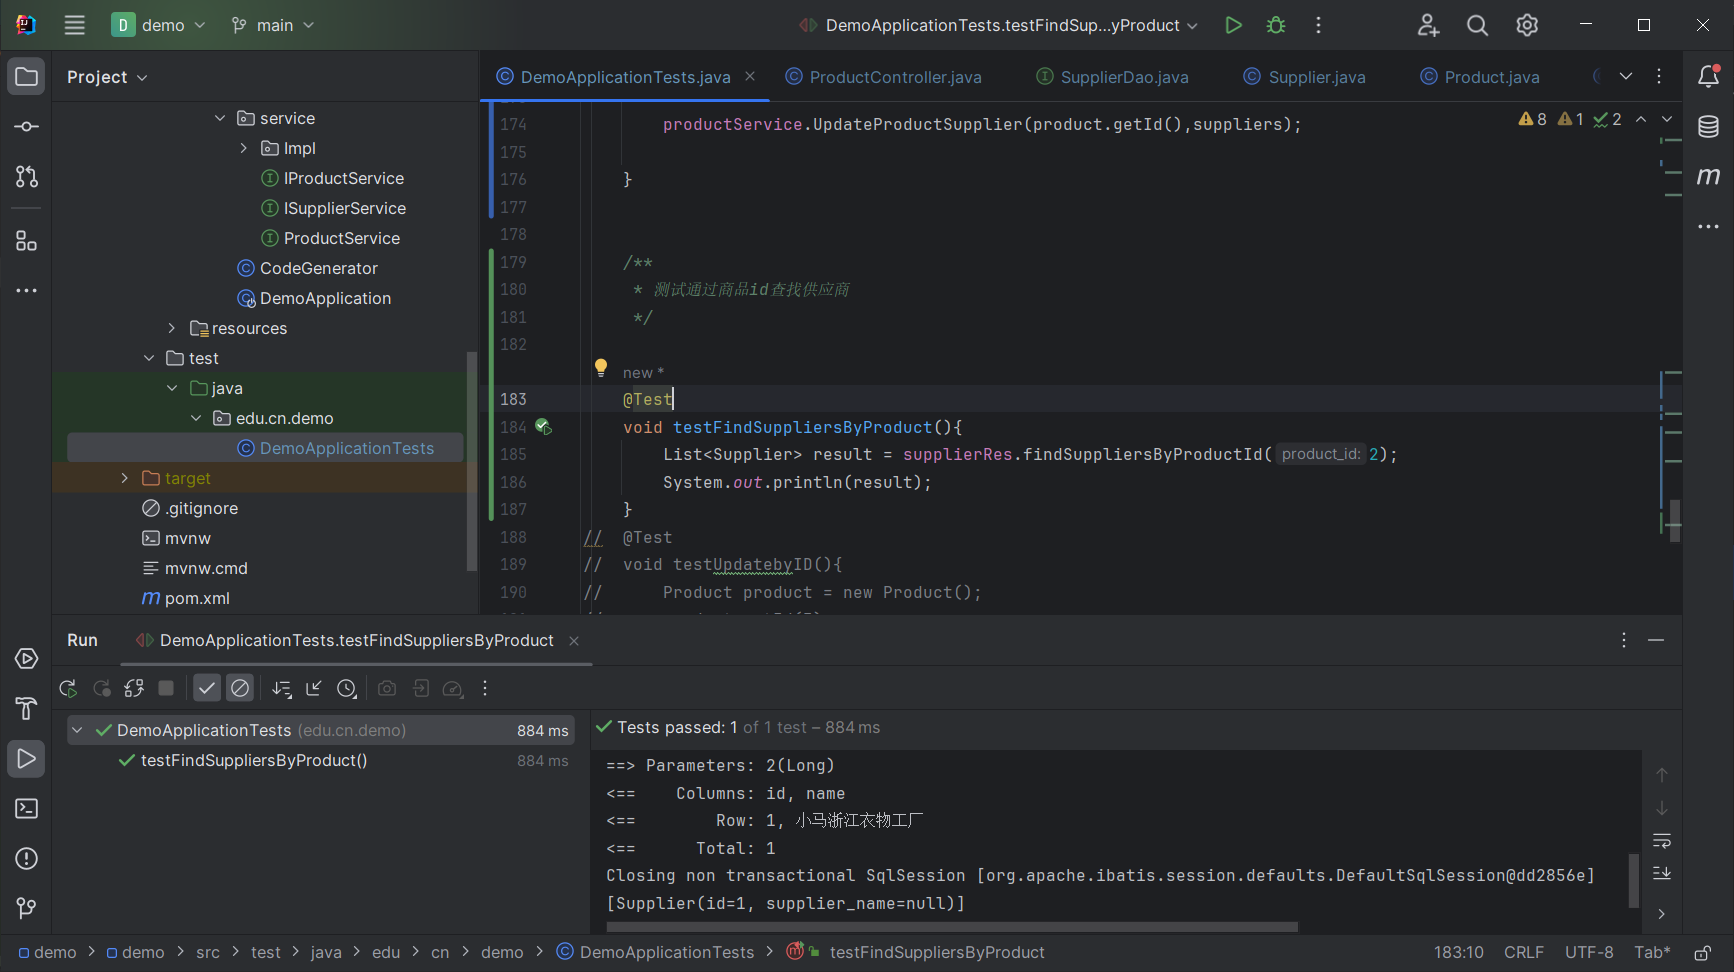 D demo main DemoApplicationTests.testFindSup...yProduct
Project
DemoApplicationTests.java ProductController.java SupplierDao.java Supplier.java Product.java
service
Impl
IProductService
ISupplierService
ProductService
CodeGenerator
DemoApplication
resources
test
java
edu.cn.demo
DemoApplicationTests
target
.gitignore
mvnw
mvnw.cmd
pom.xml
8 1 2
174 productService.UpdateProductSupplier(product.getId(),suppliers);
175
176 }
177
178
179 /**
180 * 测试通过商品id查找供应商
181 */
182
new *
183 @Test
184 void testFindSuppliersByProduct(){
185 List<Supplier> result = supplierRes.findSuppliersByProductId( product_id: 2);
186 System.out.println(result);
187 }
188 // @Test
189 // void testUpdatebyID(){
190 // Product product = new Product();
Run DemoApplicationTests.testFindSuppliersByProduct
DemoApplicationTests (edu.cn.demo) 884 ms
testFindSuppliersByProduct() 884 ms
Tests passed: 1 of 1 test – 884 ms
==> Parameters: 2(Long)
<== Columns: id, name
<== Row: 1, 小马浙江衣物工厂
<== Total: 1
Closing non transactional SqlSession [org.apache.ibatis.session.defaults.DefaultSqlSession@dd2856e]
[Supplier(id=1, supplier_name=null)]
demo > demo > src > test > java > edu > cn > demo > DemoApplicationTests > testFindSuppliersByProduct 183:10 CRLF UTF-8 Tab*